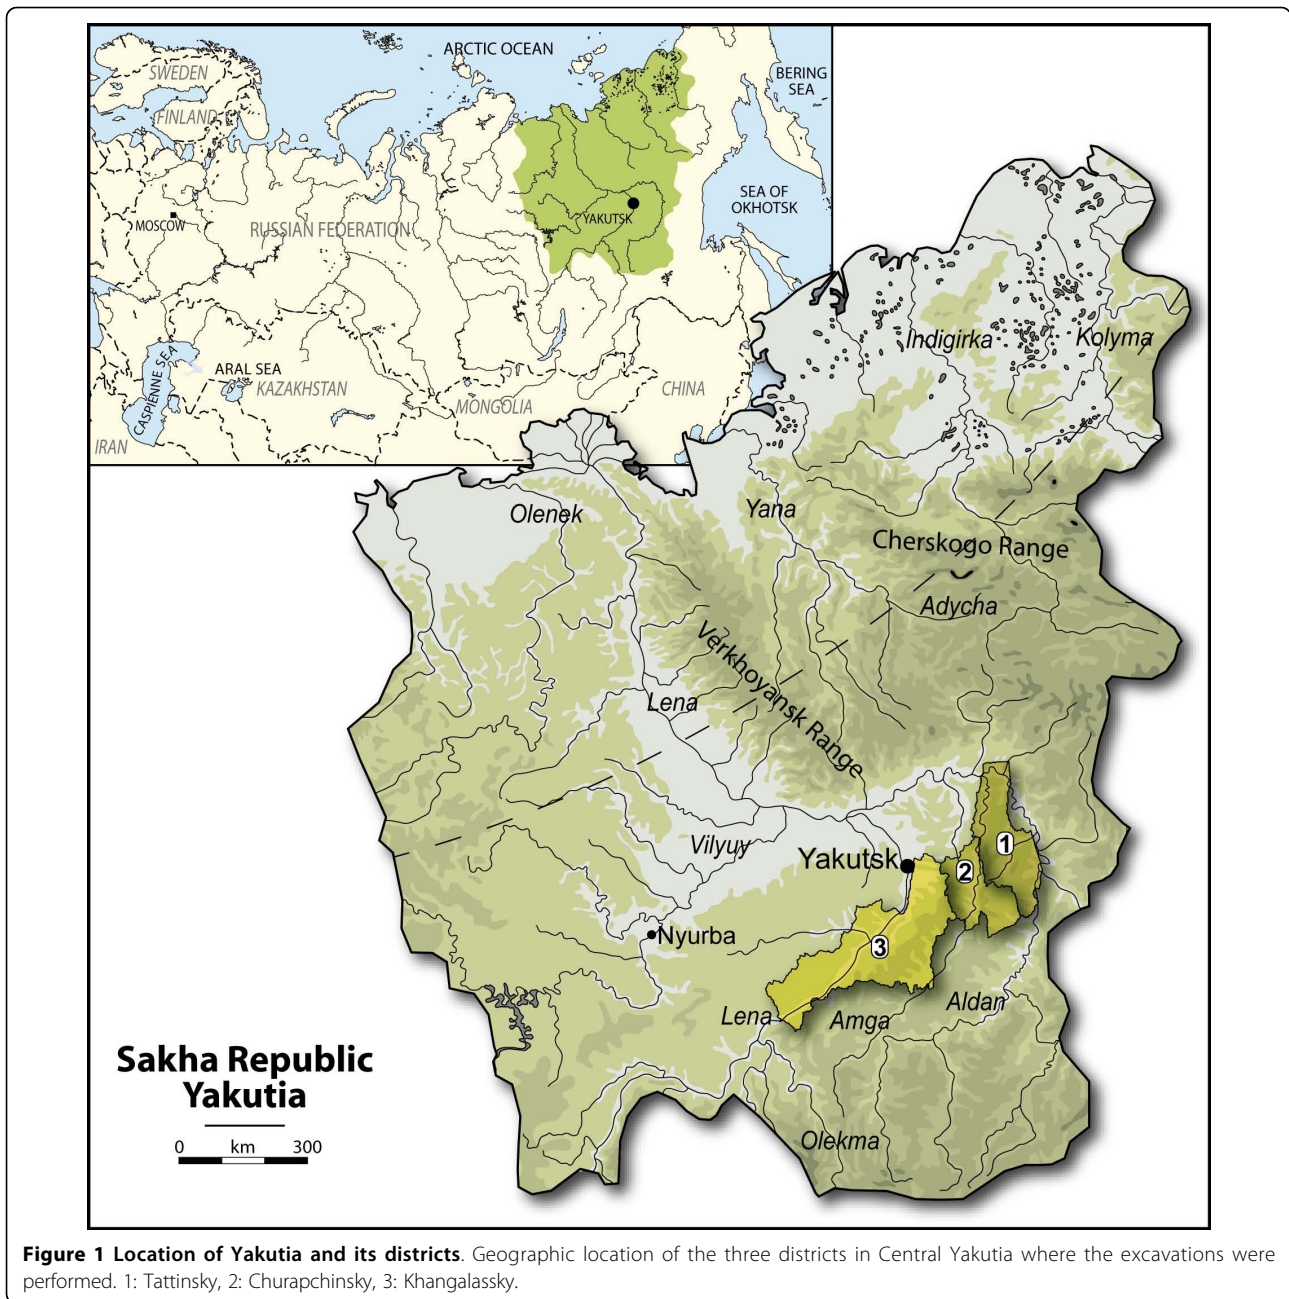 ARCTIC OCEAN
BERING
SEA
SWEDEN
FINLAND
SEA OF
OKHOTSK
MOSCOW
RUSSIAN FEDERATION
YAKUTSK
CASPIENNE SEA
ARAL SEA
KAZAKHSTAN
MONGOLIA
CHINA
IRAN
Indigirka
Kolyma
Olenek
Yana
Cherskogo Range
Adycha
Verkhoyansk Range
Lena
Vilyuy
Yakutsk
1
2
3
Nyurba
Lena
Amga
Aldan
Olekma
Sakha Republic
Yakutia
0 km 300
Figure 1 Location of Yakutia and its districts. Geographic location of the three districts in Central Yakutia where the excavations were
performed. 1: Tattinsky, 2: Churapchinsky, 3: Khangalassky.